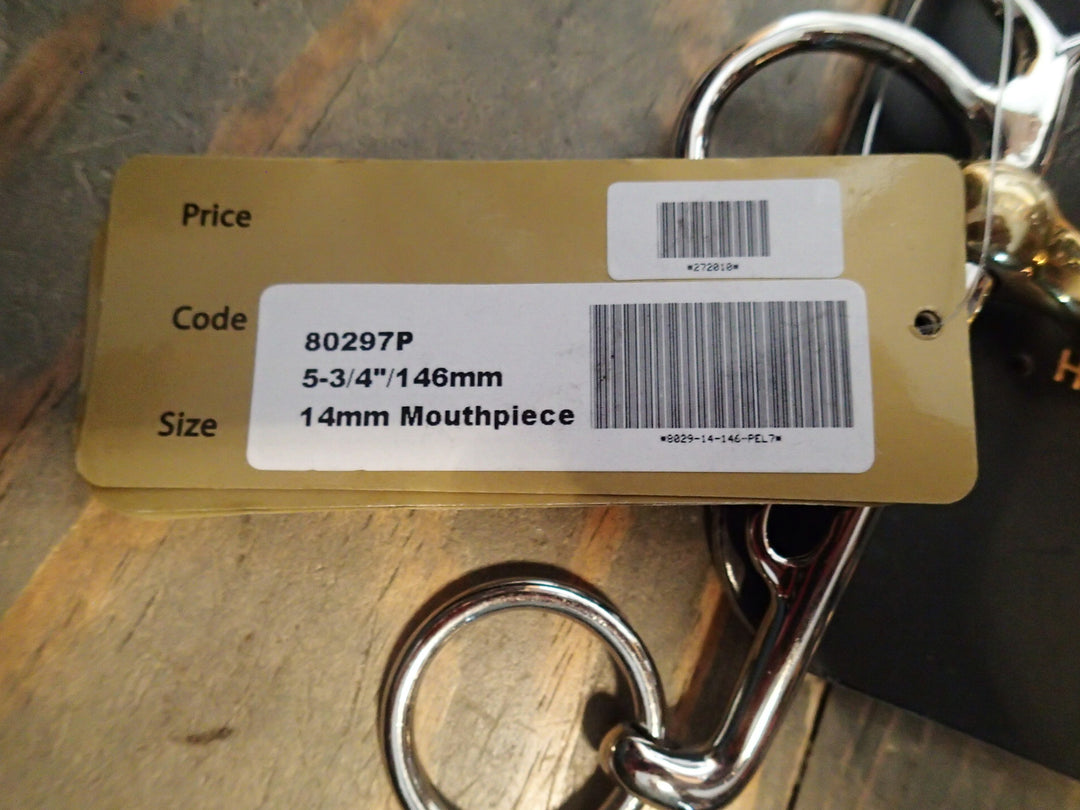 Price
*272010*
Code
80297P
5-3/4"/146mm
Size
14mm Mouthpiece
*8029-14-146-PEL7*
H